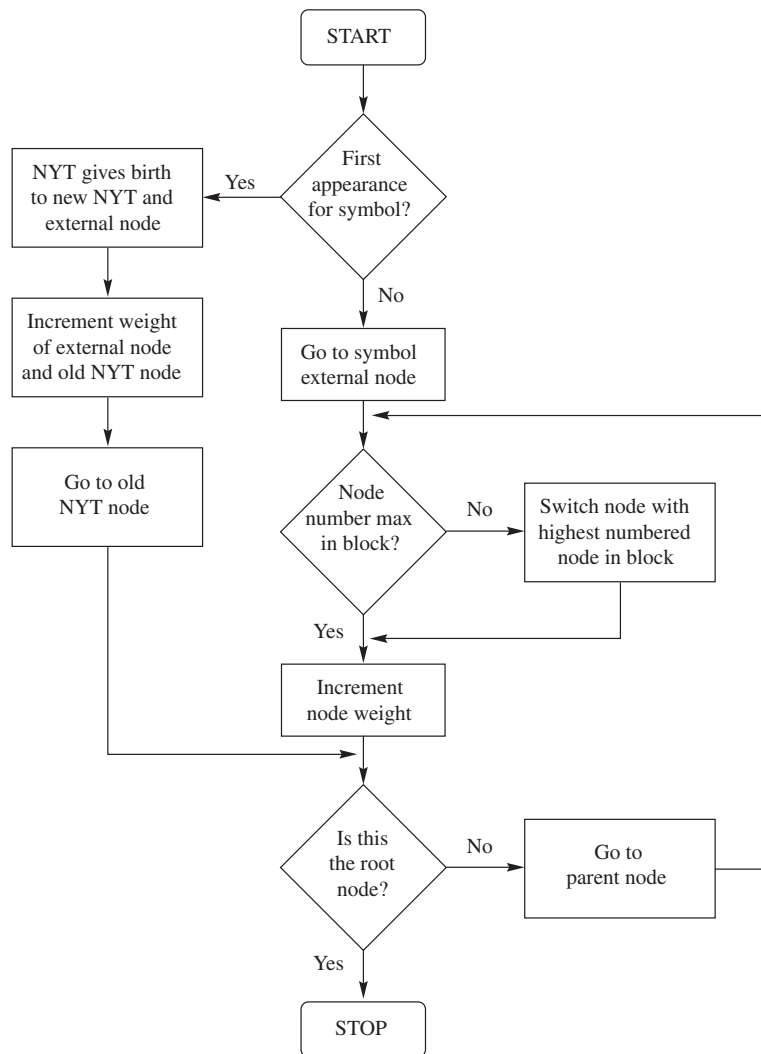 START
First
appearance
for symbol?
Yes
NYT gives birth
to new NYT and
external node
No
Increment weight
of external node
and old NYT node
Go to symbol
external node
Go to old
NYT node
Node
number max
in block?
No
Switch node with
highest numbered
node in block
Yes
Increment
node weight
Is this
the root
node?
No
Go to
parent node
Yes
STOP